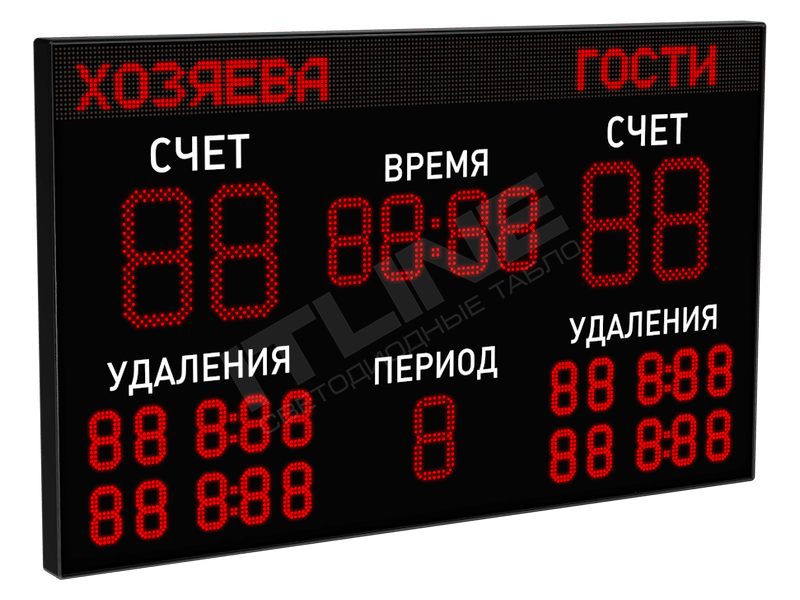 ХОЗЯЕВА ГОСТИ
СЧЕТ ВРЕМЯ СЧЕТ
88 88:88 88
УДАЛЕНИЯ ПЕРИОД УДАЛЕНИЯ
88 8:88 8 88 8:88
88 8:88 88 8:88
ITLINE
СВЕТОДИОДНЫЕ ТАБЛО